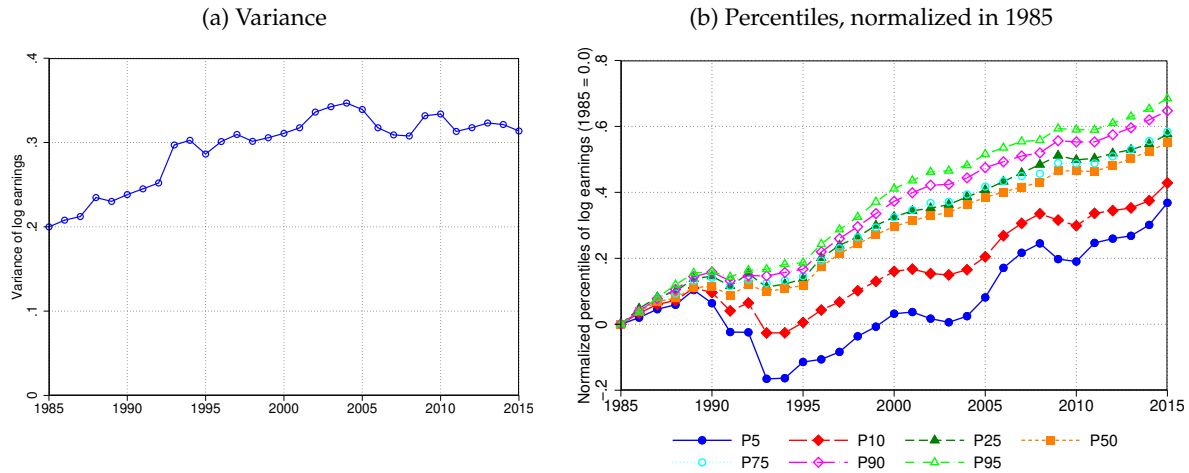 (a) Variance
Variance of log earnings
.4
.3
.2
.1
0
1985 1990 1995 2000 2005 2010 2015
(b) Percentiles, normalized in 1985
Normalized percentiles of log earnings (1985 = 0.0)
.8
.6
.4
.2
0
-.2
1985 1990 1995 2000 2005 2010 2015
P5 P10 P25 P50
P75 P90 P95